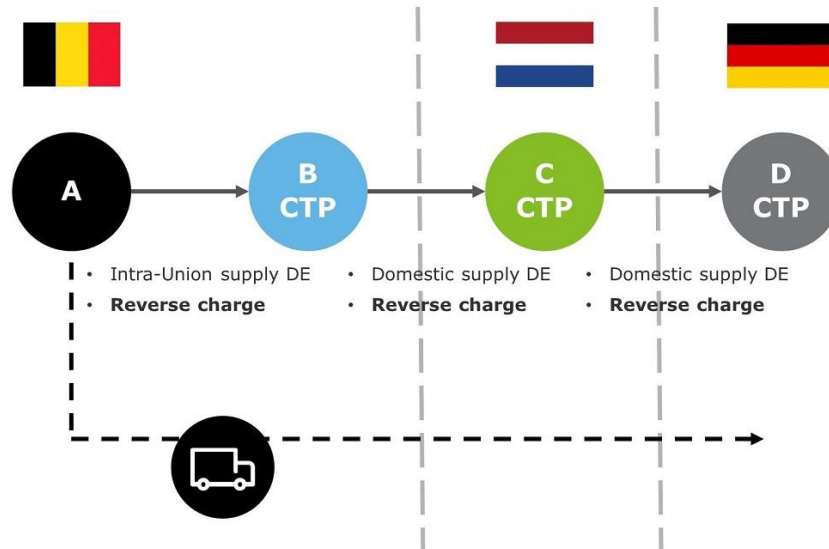 A
B
CTP
C
CTP
D
CTP
• Intra-Union supply DE
• Reverse charge
• Domestic supply DE
• Reverse charge
• Domestic supply DE
• Reverse charge